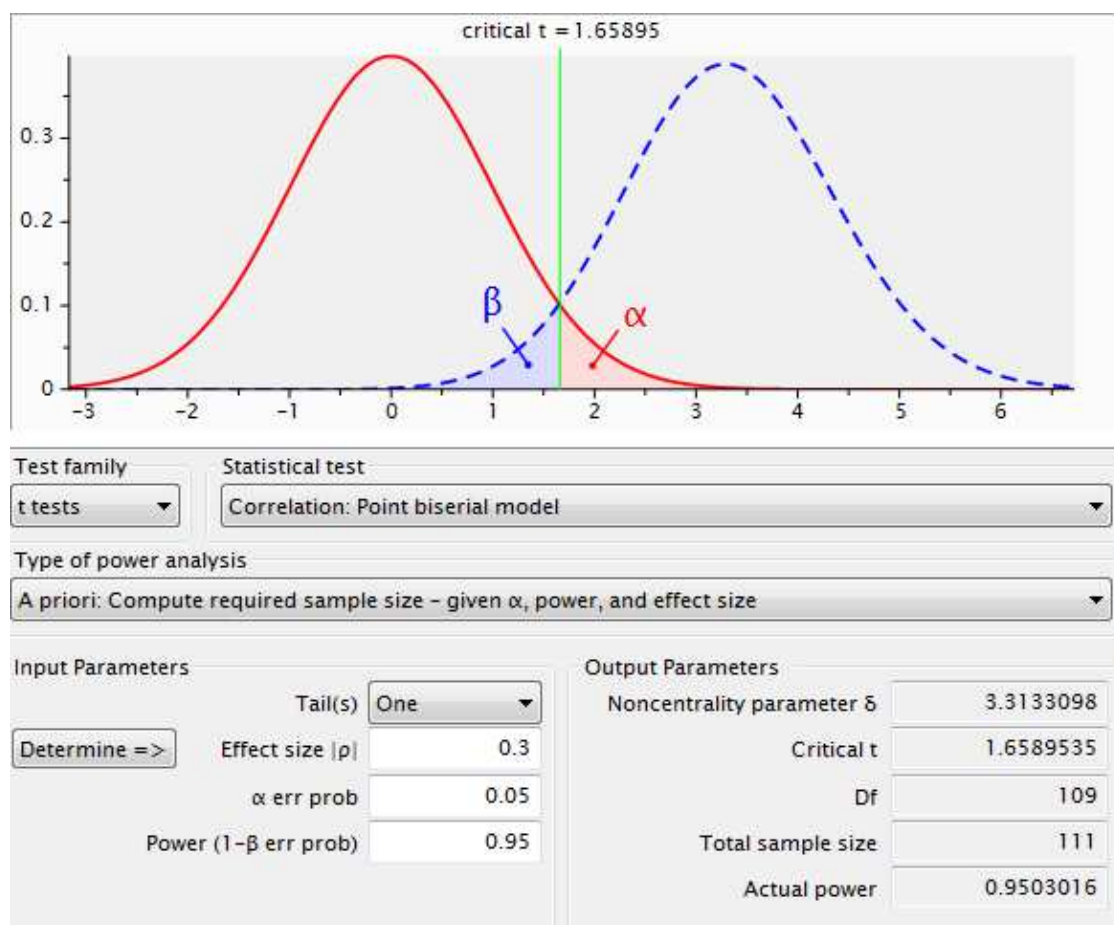 critical t = 1.65895
0.3
0.2
0.1
0
β
α
-3 -2 -1 0 1 2 3 4 5 6
Test family Statistical test
t tests Correlation: Point biserial model
Type of power analysis
A priori: Compute required sample size – given α, power, and effect size
Input Parameters Output Parameters
Tail(s) One Noncentrality parameter δ 3.3133098
Determine => Effect size |ρ| 0.3 Critical t 1.6589535
α err prob 0.05 Df 109
Power (1-β err prob) 0.95 Total sample size 111
Actual power 0.9503016